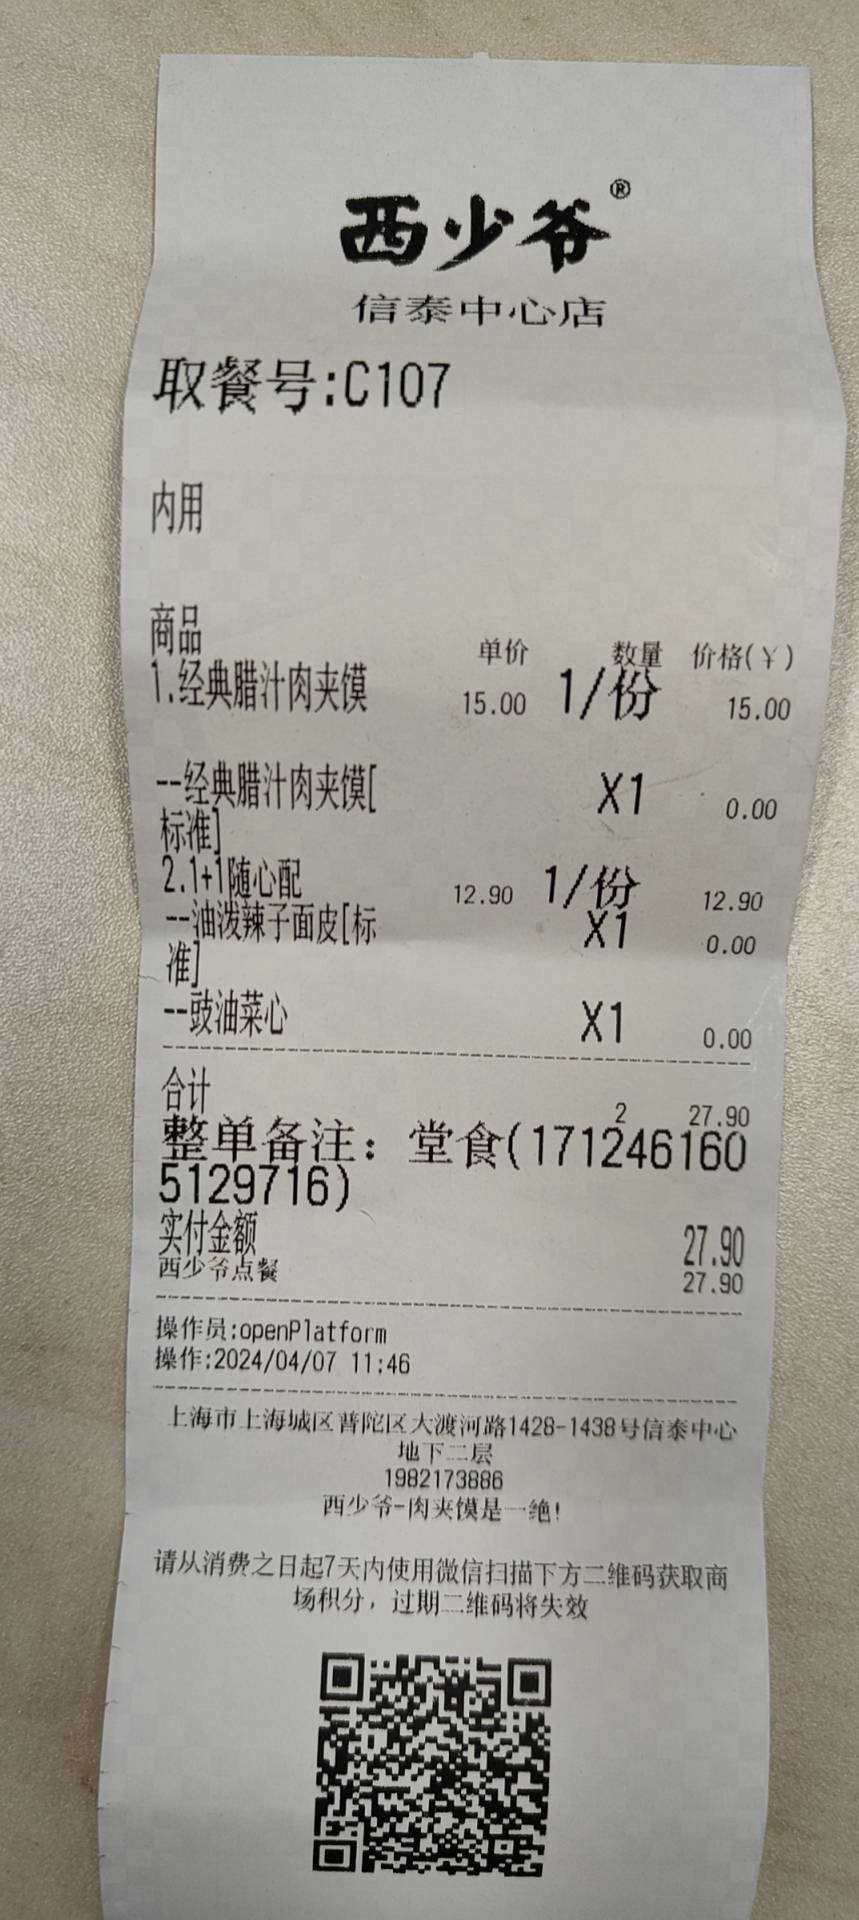 西少爷®
信泰中心店
取餐号:C107
内用
商品 单价 数量 价格(¥)
1.经典腊汁肉夹馍 15.00 1/份 15.00
--经典腊汁肉夹馍[ X1 0.00
标准]
2.1+1随心配 12.90 1/份 12.90
--油泼辣子面皮[标 X1 0.00
准]
--豉油菜心 X1 0.00
合计 2 27.90
整单备注：堂食(171246160
5129716)
实付金额 27.90
西少爷点餐 27.90
操作员:openPlatform
操作:2024/04/07 11:46
上海市上海城区普陀区大渡河路1428-1438号信泰中心
地下二层
1982173886
西少爷-肉夹馍是一绝!
请从消费之日起7天内使用微信扫描下方二维码获取商
场积分，过期二维码将失效